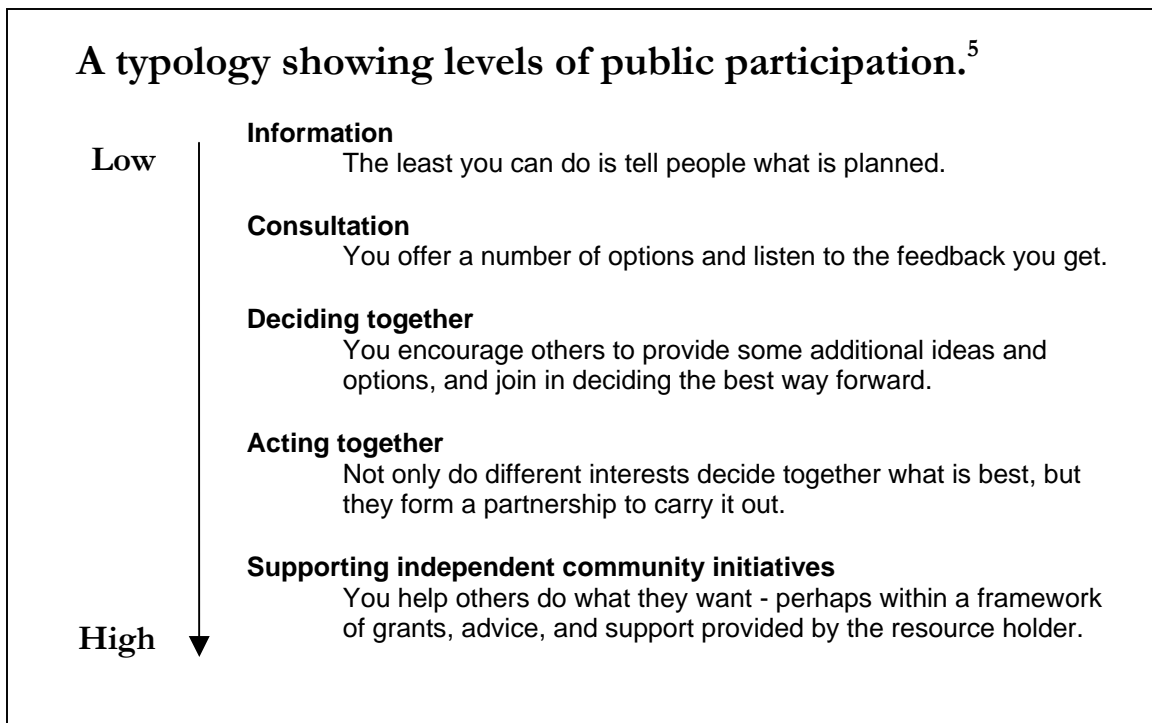 A typology showing levels of public participation.5
Low
Information
The least you can do is tell people what is planned.
Consultation
You offer a number of options and listen to the feedback you get.
Deciding together
You encourage others to provide some additional ideas and
options, and join in deciding the best way forward.
Acting together
Not only do different interests decide together what is best, but
they form a partnership to carry it out.
Supporting independent community initiatives
You help others do what they want - perhaps within a framework
of grants, advice, and support provided by the resource holder.
High